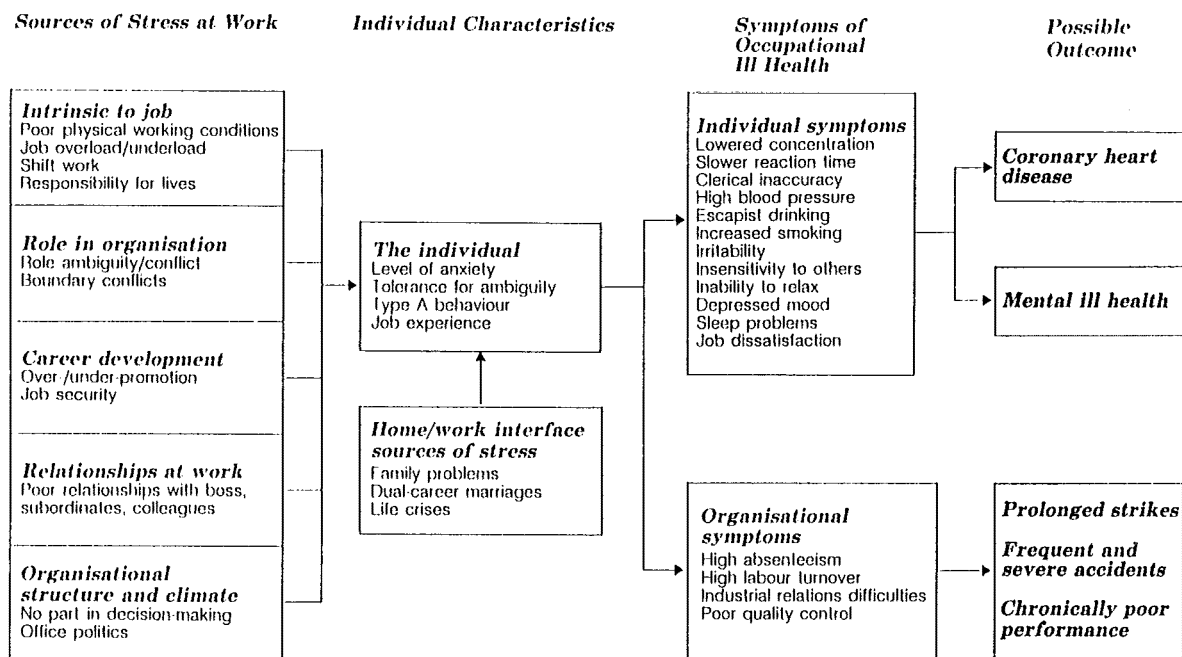 Sources of Stress at Work
Individual Characteristics
Symptoms of
Occupational
Ill Health
Possible
Outcome
Intrinsic to job
Poor physical working conditions
Job overload/underload
Shift work
Responsibility for lives
Role in organisation
Role ambiguity/conflict
Boundary conflicts
Career development
Over-/under-promotion
Job security
Relationships at work
Poor relationships with boss,
subordinates, colleagues
Organisational
structure and climate
No part in decision-making
Office politics
The individual
Level of anxiety
Tolerance for ambiguity
Type A behaviour
Job experience
Home/work interface
sources of stress
Family problems
Dual-career marriages
Life crises
Individual symptoms
Lowered concentration
Slower reaction time
Clerical inaccuracy
High blood pressure
Escapist drinking
Increased smoking
Irritability
Insensitivity to others
Inability to relax
Depressed mood
Sleep problems
Job dissatisfaction
Organisational
symptoms
High absenteeism
High labour turnover
Industrial relations difficulties
Poor quality control
Coronary heart
disease
Mental ill health
Prolonged strikes
Frequent and
severe accidents
Chronically poor
performance